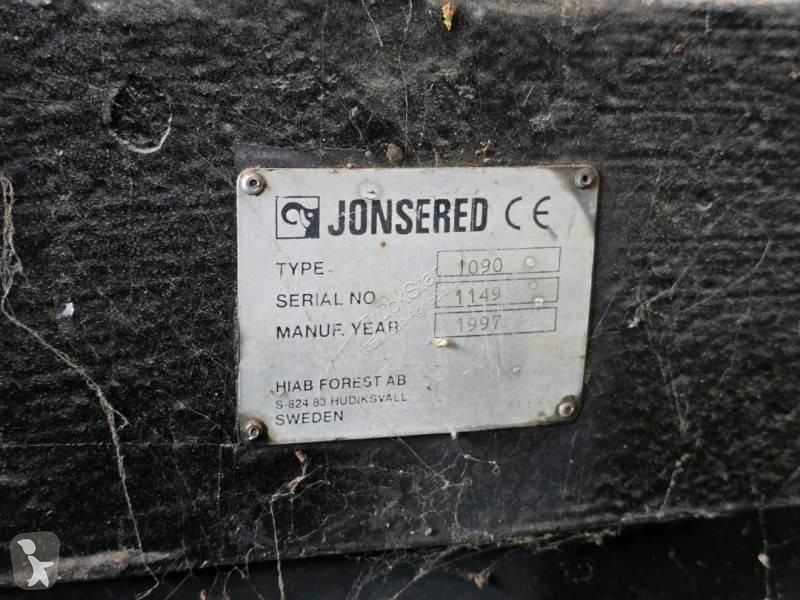 JONSERED CE
TYPE 1090
SERIAL NO 1149
MANUF. YEAR 1997
HIAB FOREST AB
S-824 83 HUDIKSVALL
SWEDEN